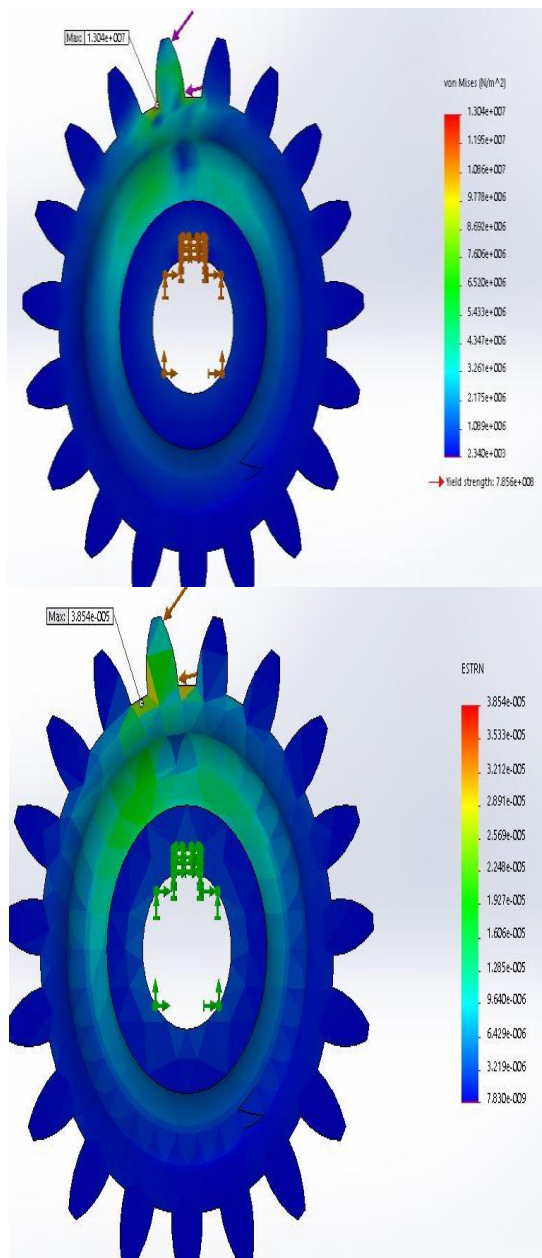 Max: 1.304e+007
von Mises (N/m^2)
1.304e+007
1.195e+007
1.086e+007
9.778e+006
8.692e+006
7.606e+006
6.520e+006
5.433e+006
4.347e+006
3.261e+006
2.175e+006
1.089e+006
2.340e+003
Yield strength: 7.856e+008
Max: 3.854e-005
ESTRN
3.854e-005
3.533e-005
3.212e-005
2.891e-005
2.569e-005
2.248e-005
1.927e-005
1.606e-005
1.285e-005
9.640e-006
6.429e-006
3.219e-006
7.830e-009